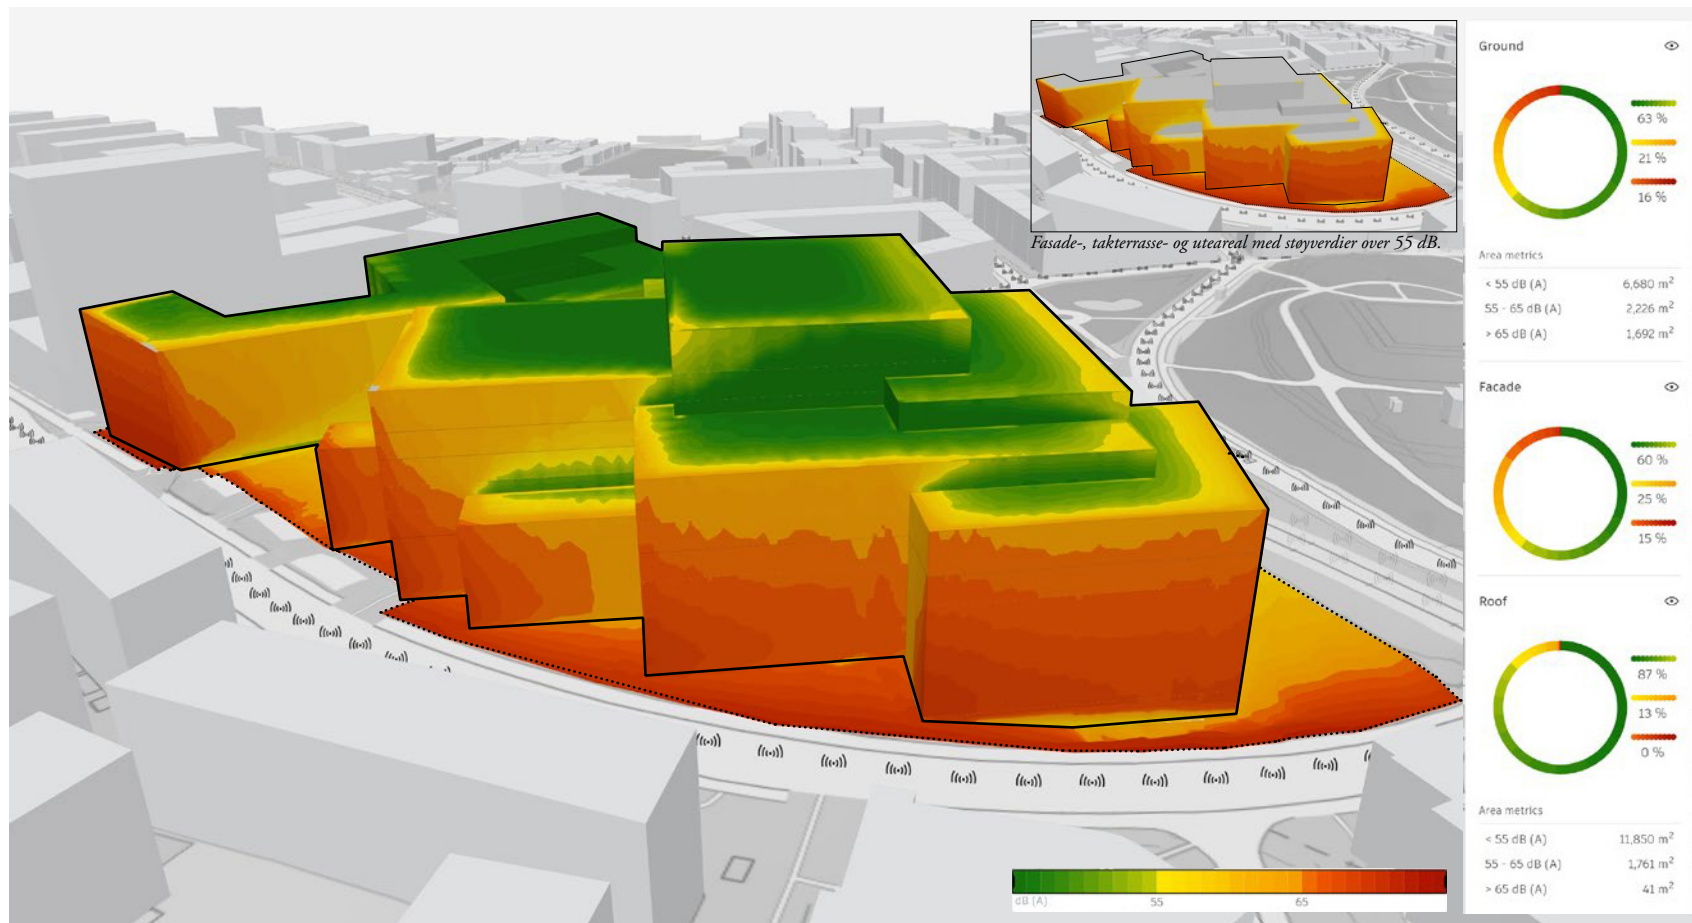 Fasade-, takterrasse- og uteareal med støyverdier over 55 dB.
Ground
63 %
21 %
16 %
Area metrics
< 55 dB (A) 6,680 m²
55 - 65 dB (A) 2,226 m²
> 65 dB (A) 1,692 m²
Facade
60 %
25 %
15 %
Roof
87 %
13 %
0 %
Area metrics
< 55 dB (A) 11,850 m²
55 - 65 dB (A) 1,761 m²
> 65 dB (A) 41 m²
dB (A) 55 65